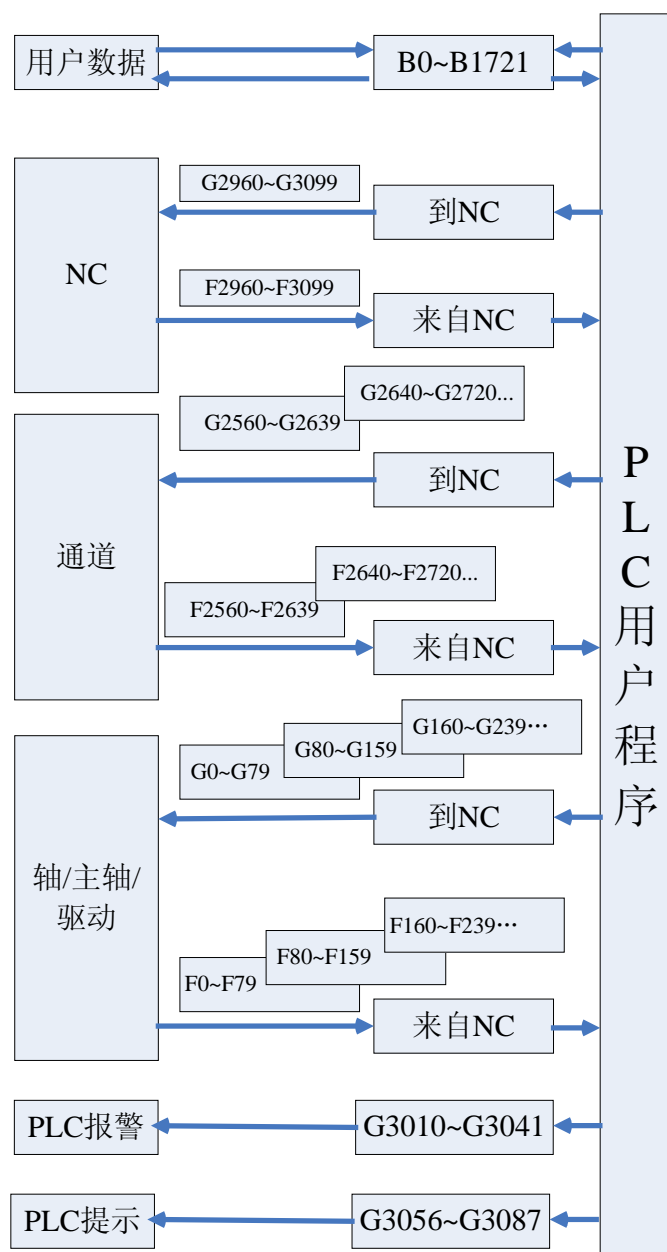 用户数据
B0~B1721
G2960~G3099
到NC
NC
F2960~F3099
来自NC
G2640~G2720...
G2560~G2639
到NC
通道
F2640~F2720...
F2560~F2639
来自NC
G160~G239···
G80~G159
G0~G79
到NC
轴/主轴/
驱动
F160~F239···
F80~F159
F0~F79
来自NC
PLC报警
G3010~G3041
PLC提示
G3056~G3087
P
L
C
用
户
程
序